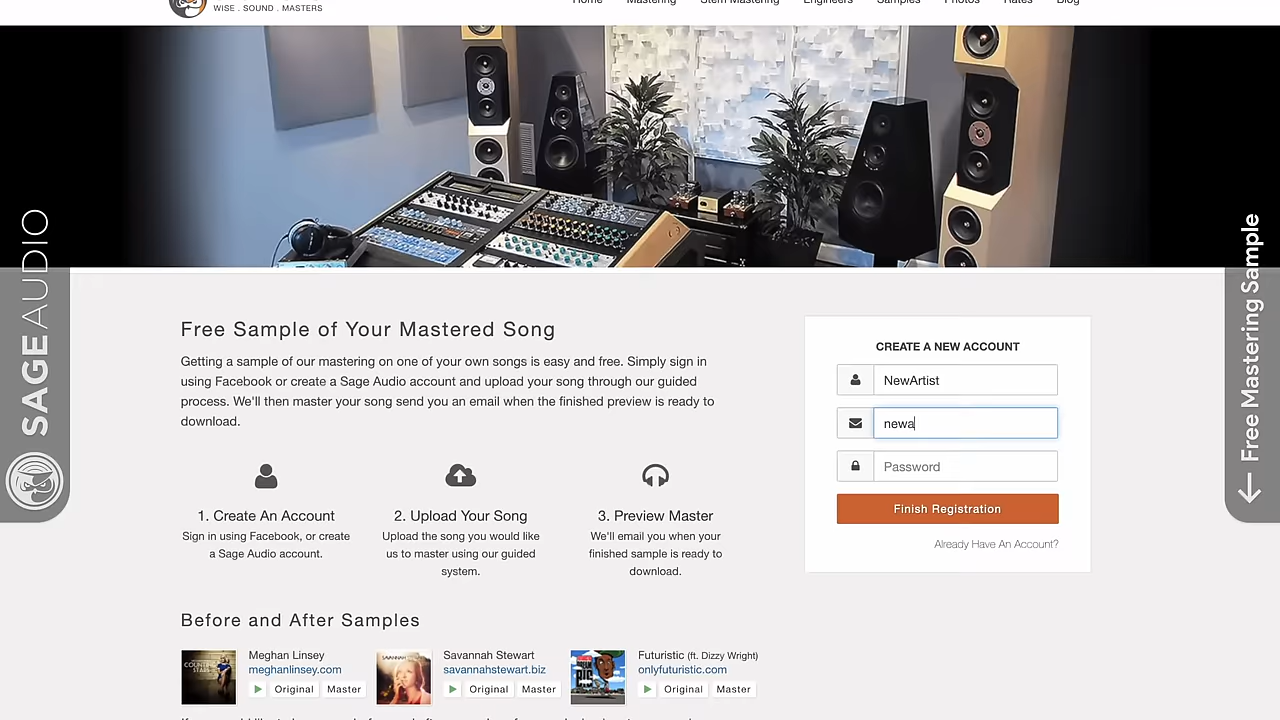 WISE . SOUND . MASTERS
Home Mastering Stem Mastering Engineers Samples Photos Rates Blog
SAGE AUDIO
Free Mastering Sample
Free Sample of Your Mastered Song
Getting a sample of our mastering on one of your own songs is easy and free. Simply sign in
using Facebook or create a Sage Audio account and upload your song through our guided
process. We'll then master your song send you an email when the finished preview is ready to
download.
1. Create An Account
Sign in using Facebook, or create
a Sage Audio account.
2. Upload Your Song
Upload the song you would like
us to master using our guided
system.
3. Preview Master
We'll email you when your
finished sample is ready to
download.
CREATE A NEW ACCOUNT
NewArtist
newa
Password
Finish Registration
Already Have An Account?
Before and After Samples
Meghan Linsey
meghanlinsey.com
Original Master
Savannah Stewart
savannahstewart.biz
Original Master
Futuristic (ft. Dizzy Wright)
onlyfuturistic.com
Original Master